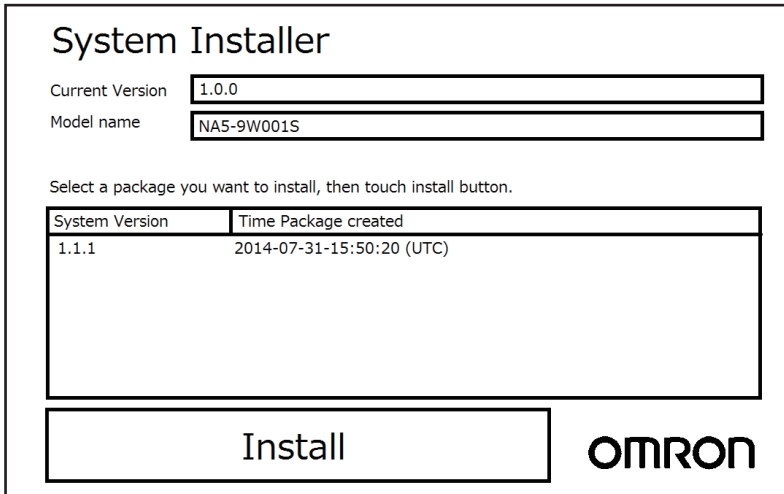 System Installer
Current Version 1.0.0
Model name NA5-9W001S
Select a package you want to install, then touch install button.
System Version Time Package created
1.1.1 2014-07-31-15:50:20 (UTC)
Install
OMRON